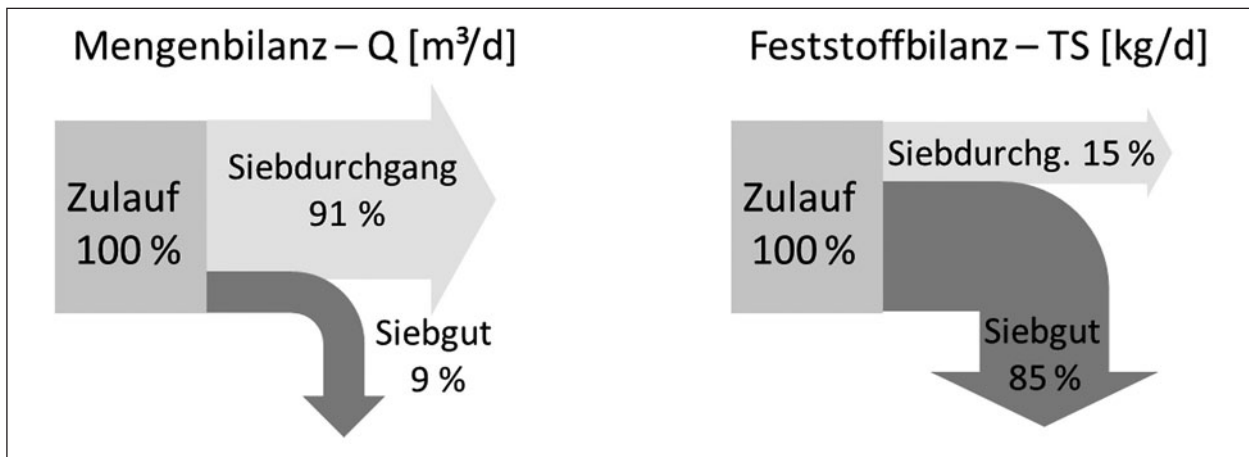 Mengenbilanz – Q [m³/d]
Zulauf
100 %
Siebdurchgang
91 %
Siebgut
9 %
Feststoffbilanz – TS [kg/d]
Zulauf
100 %
Siebdurchg. 15 %
Siebgut
85 %